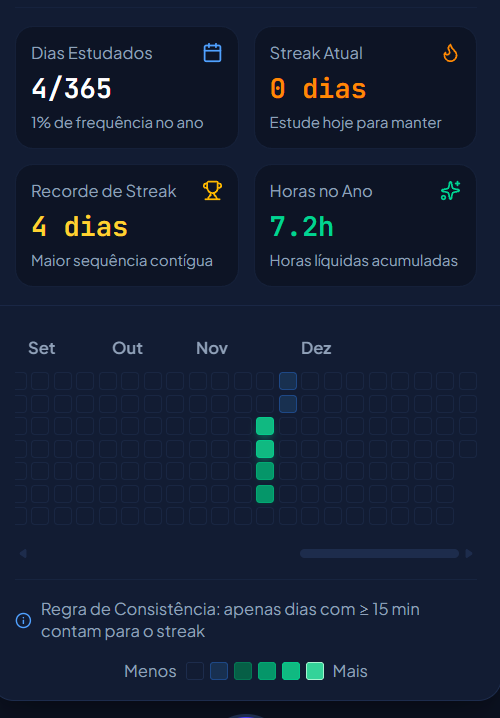 Dias Estudados
4/365
1% de frequência no ano
Streak Atual
0 dias
Estude hoje para manter
Recorde de Streak
4 dias
Maior sequência contígua
Horas no Ano
7.2h
Horas líquidas acumuladas
Set Out Nov Dez
Regra de Consistência: apenas dias com ≥ 15 min
contam para o streak
Menos Mais